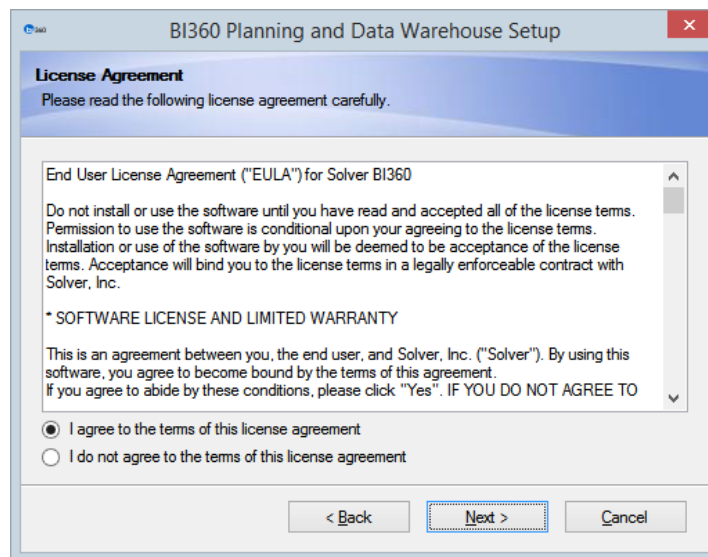 BI360 Planning and Data Warehouse Setup
License Agreement
Please read the following license agreement carefully.
End User License Agreement ("EULA") for Solver BI360
Do not install or use the software until you have read and accepted all of the license terms.
Permission to use the software is conditional upon your agreeing to the license terms.
Installation or use of the software by you will be deemed to be acceptance of the license
terms. Acceptance will bind you to the license terms in a legally enforceable contract with
Solver, Inc.
* SOFTWARE LICENSE AND LIMITED WARRANTY
This is an agreement between you, the end user, and Solver, Inc. ("Solver"). By using this
software, you agree to become bound by the terms of this agreement.
If you agree to abide by these conditions, please click "Yes". IF YOU DO NOT AGREE TO
I agree to the terms of this license agreement
I do not agree to the terms of this license agreement
< Back
Next >
Cancel